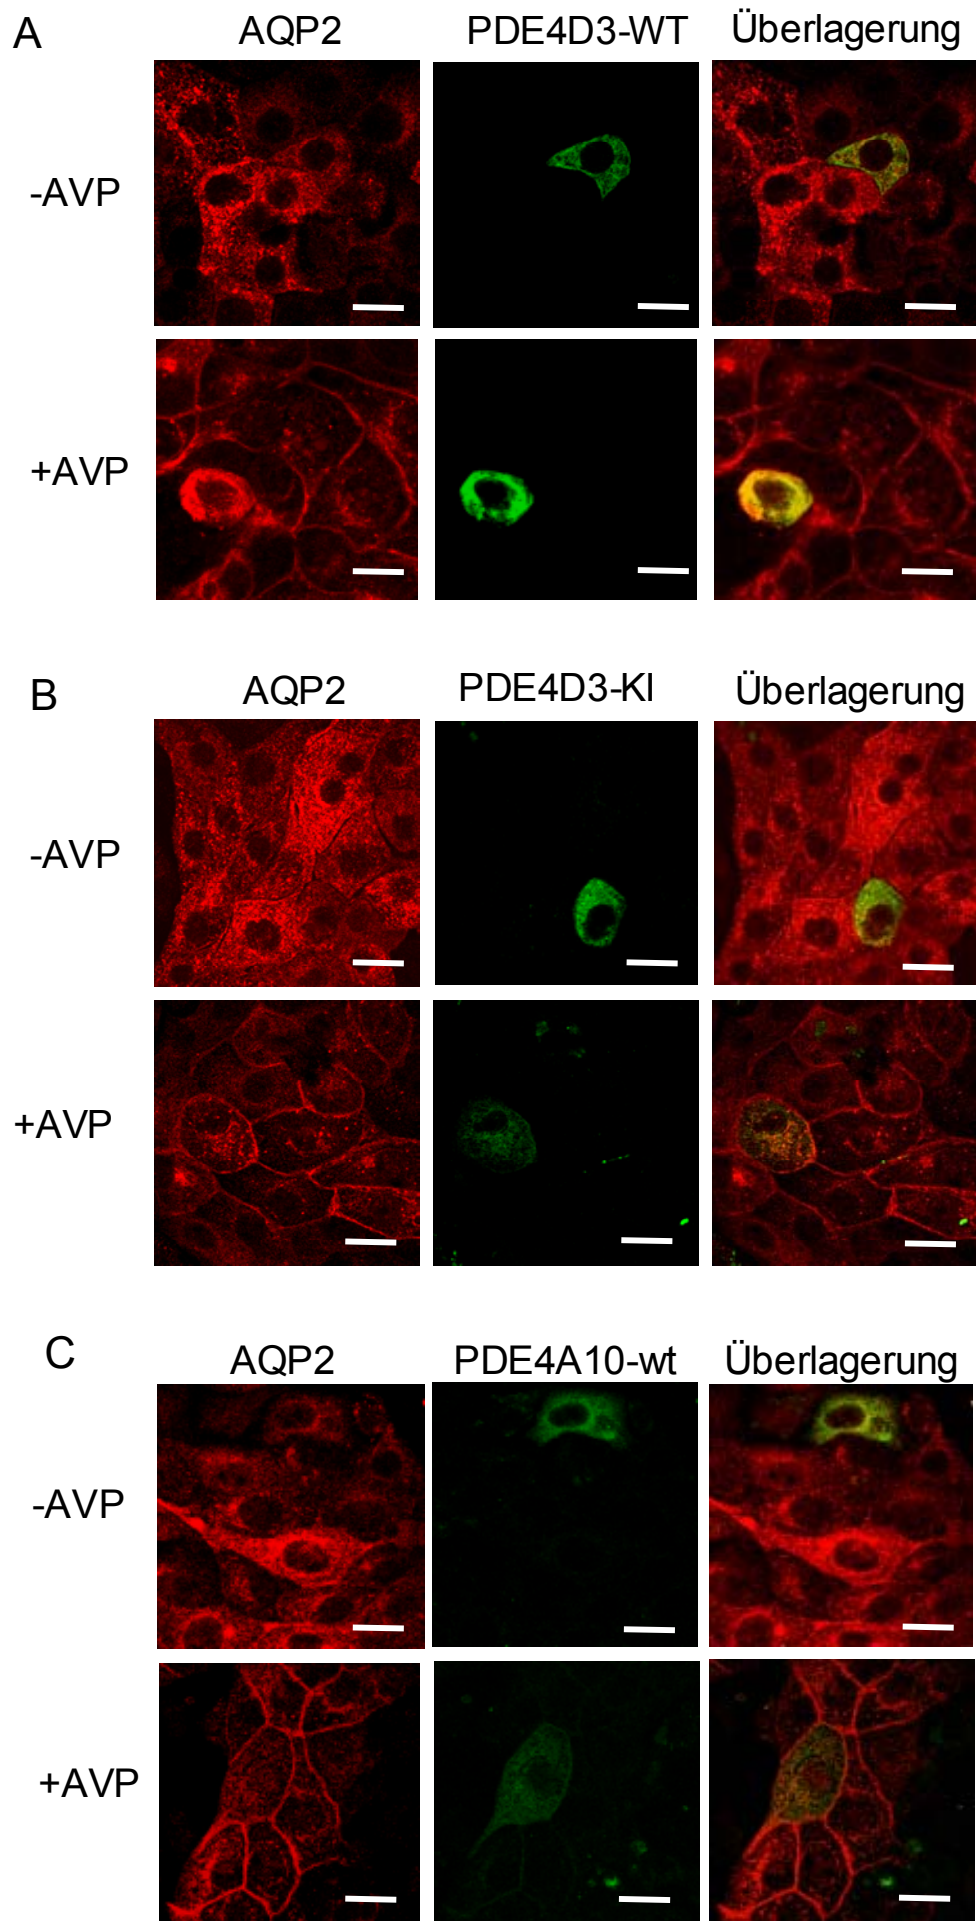 A
AQP2 PDE4D3-WT Überlagerung
-AVP
+AVP
B
AQP2 PDE4D3-KI Überlagerung
-AVP
+AVP
C
AQP2 PDE4A10-wt Überlagerung
-AVP
+AVP